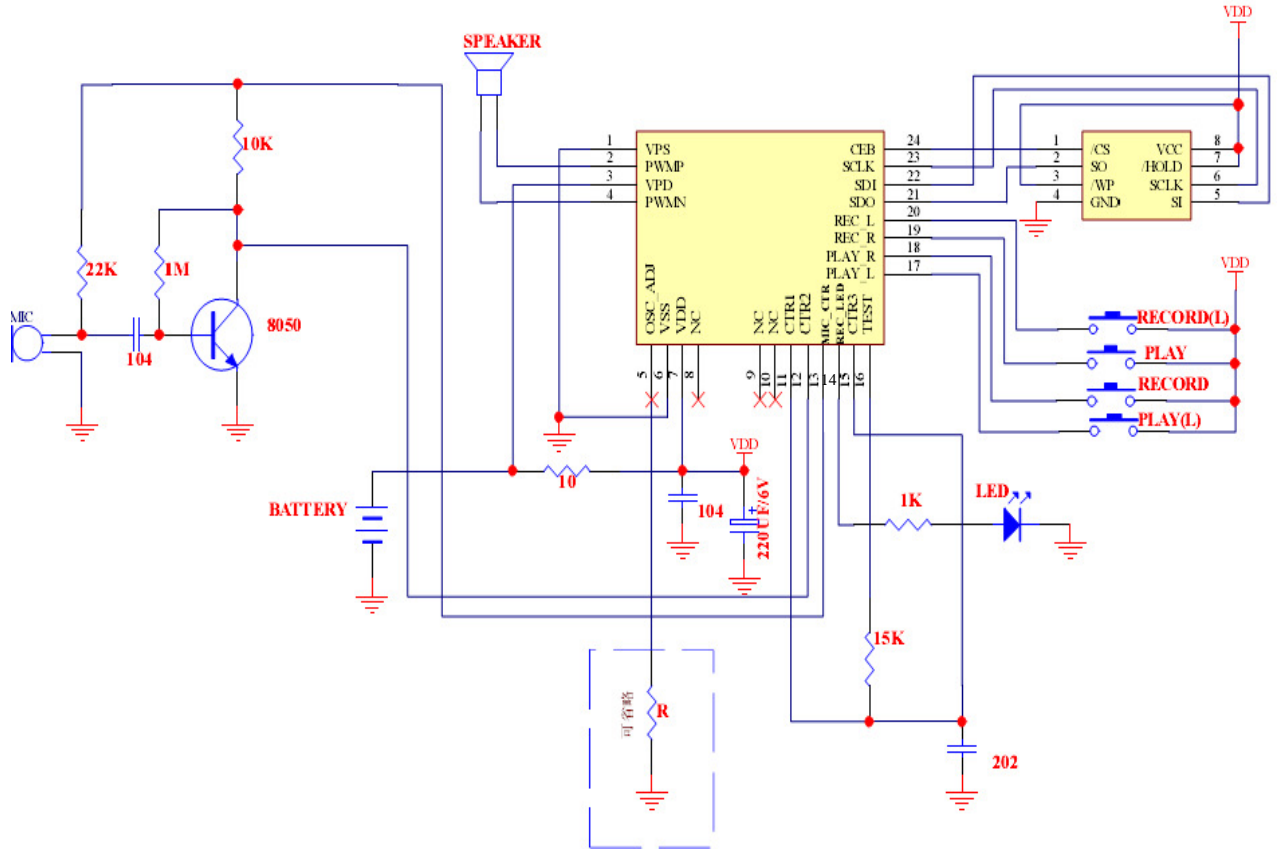 VDD
SPEAKER
10K
22K
1M
MIC
104
8050
1
2
3
4
VPS
PWMP
VPD
PWMN
CEB
SCLK
SDI
SDO
REC_L
REC_R
PLAY_R
PLAY_L
24
23
22
21
20
19
18
17
OSC_ADJ
VSS
VDD
NC
NC
NC
CTR1
CTR2
MIC_CTR
REC_LED
CTR3
TEST
5
6
7
8
9
10
11
12
13
14
15
16
1
2
3
4
/CS
SO
/WP
GND
VCC
/HOLD
SCLK
SI
8
7
6
5
VDD
RECORD(L)
PLAY
RECORD
PLAY(L)
VDD
10
BATTERY
104
220UF/6V
+
1K
LED
15K
可省略
R
202